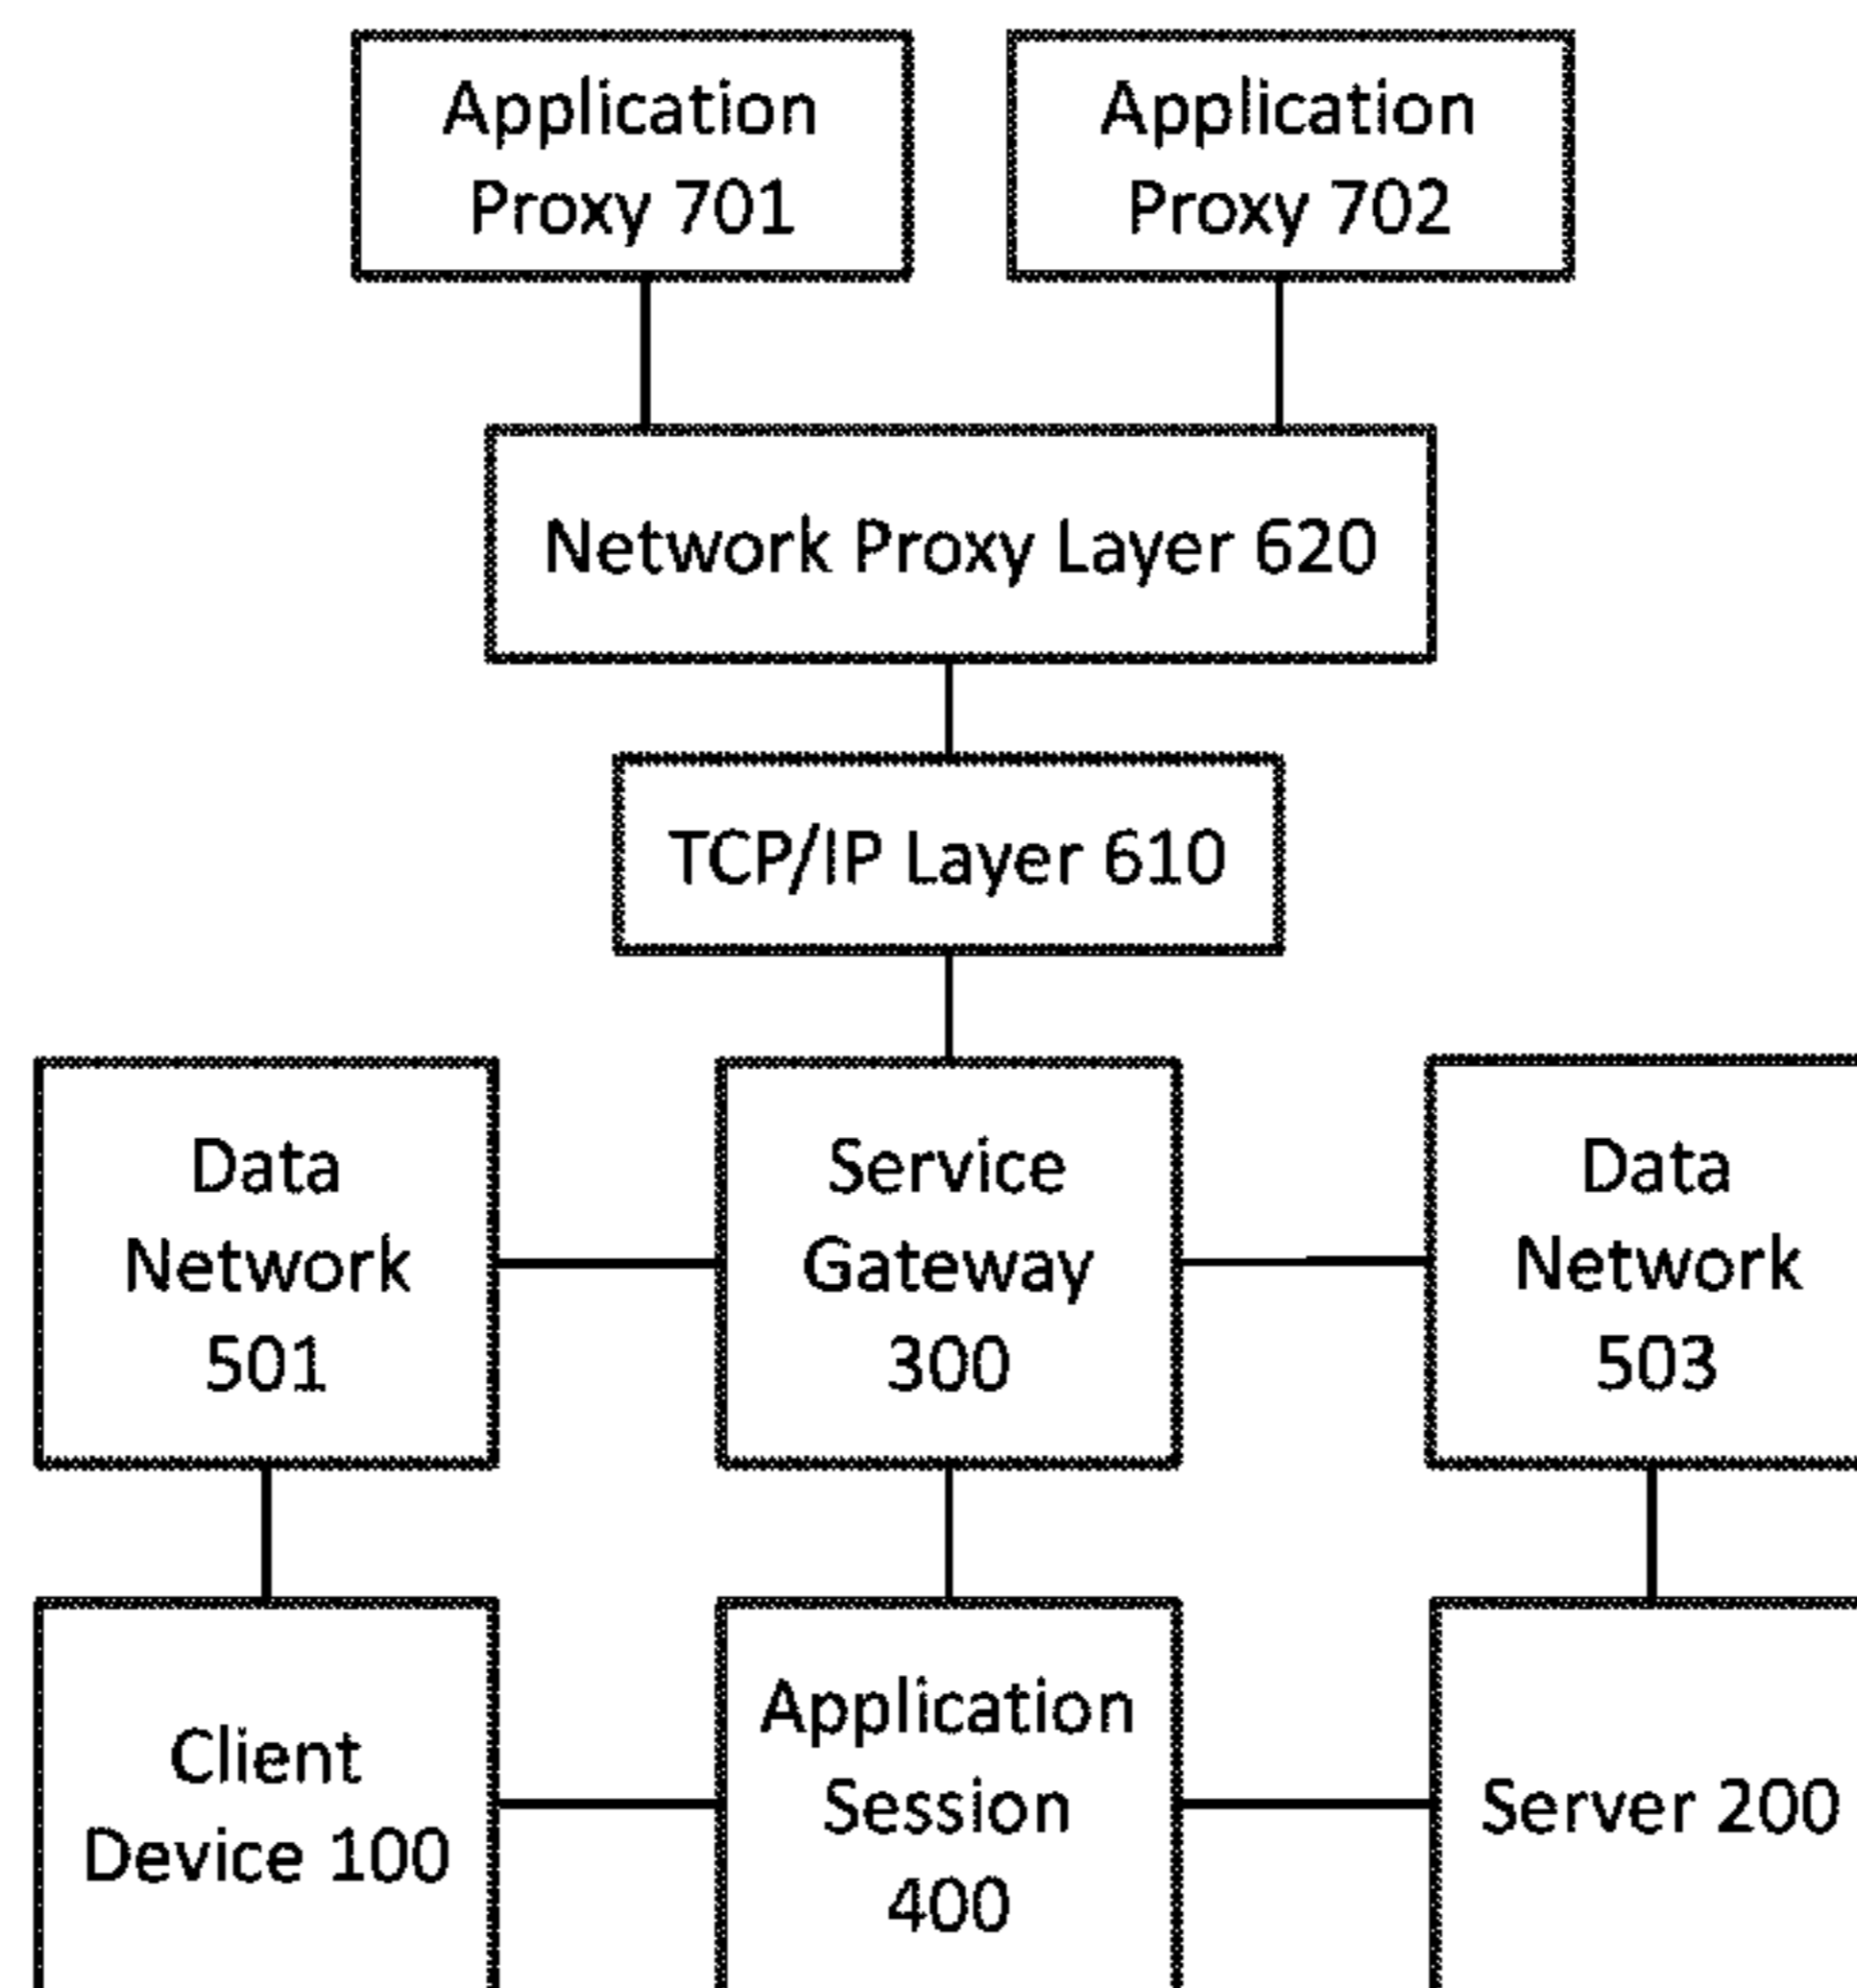 Application
Proxy 701
Application
Proxy 702
Network Proxy Layer 620
TCP/IP Layer 610
Data
Network
501
Service
Gateway
300
Data
Network
503
Client
Device 100
Application
Session
400
Server 200